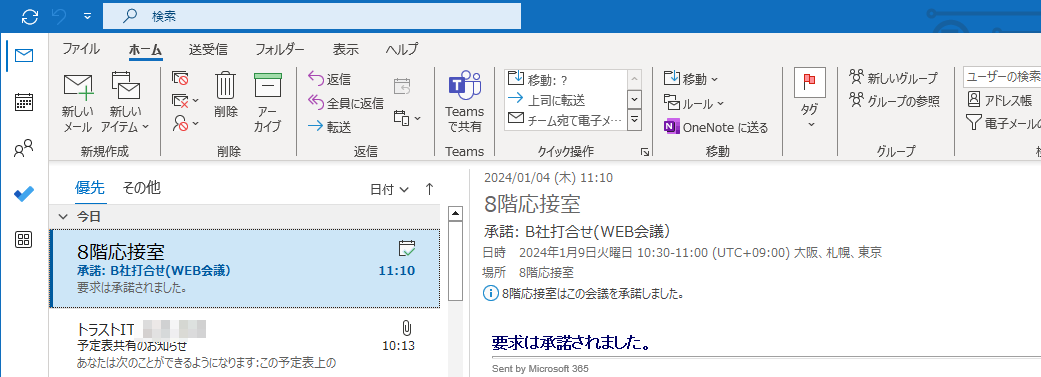 検索
ファイル ホーム 送受信 フォルダー 表示 ヘルプ
新しい
メール
新しい
アイテム
新規作成
削除
アー
カイブ
削除
返信
全員に返信
転送
返信
Teams
で共有
Teams
移動: ?
上司に転送
チーム宛て電子メ...
クイック操作
移動
ルール
OneNote に送る
移動
タグ
新しいグループ
グループの参照
グループ
ユーザーの検索
アドレス帳
電子メールの
優先 その他 日付
今日
8階応接室
承諾: B社打合せ(WEB会議) 11:10
要求は承諾されました。
トラストIT
予定表共有のお知らせ 10:13
あなたは次のことができるようになります:この予定表上の
2024/01/04 (木) 11:10
8階応接室
承諾: B社打合せ(WEB会議)
日時 2024年1月9日火曜日 10:30-11:00 (UTC+09:00) 大阪、札幌、東京
場所 8階応接室
8階応接室はこの会議を承諾しました。
要求は承諾されました。
Sent by Microsoft 365